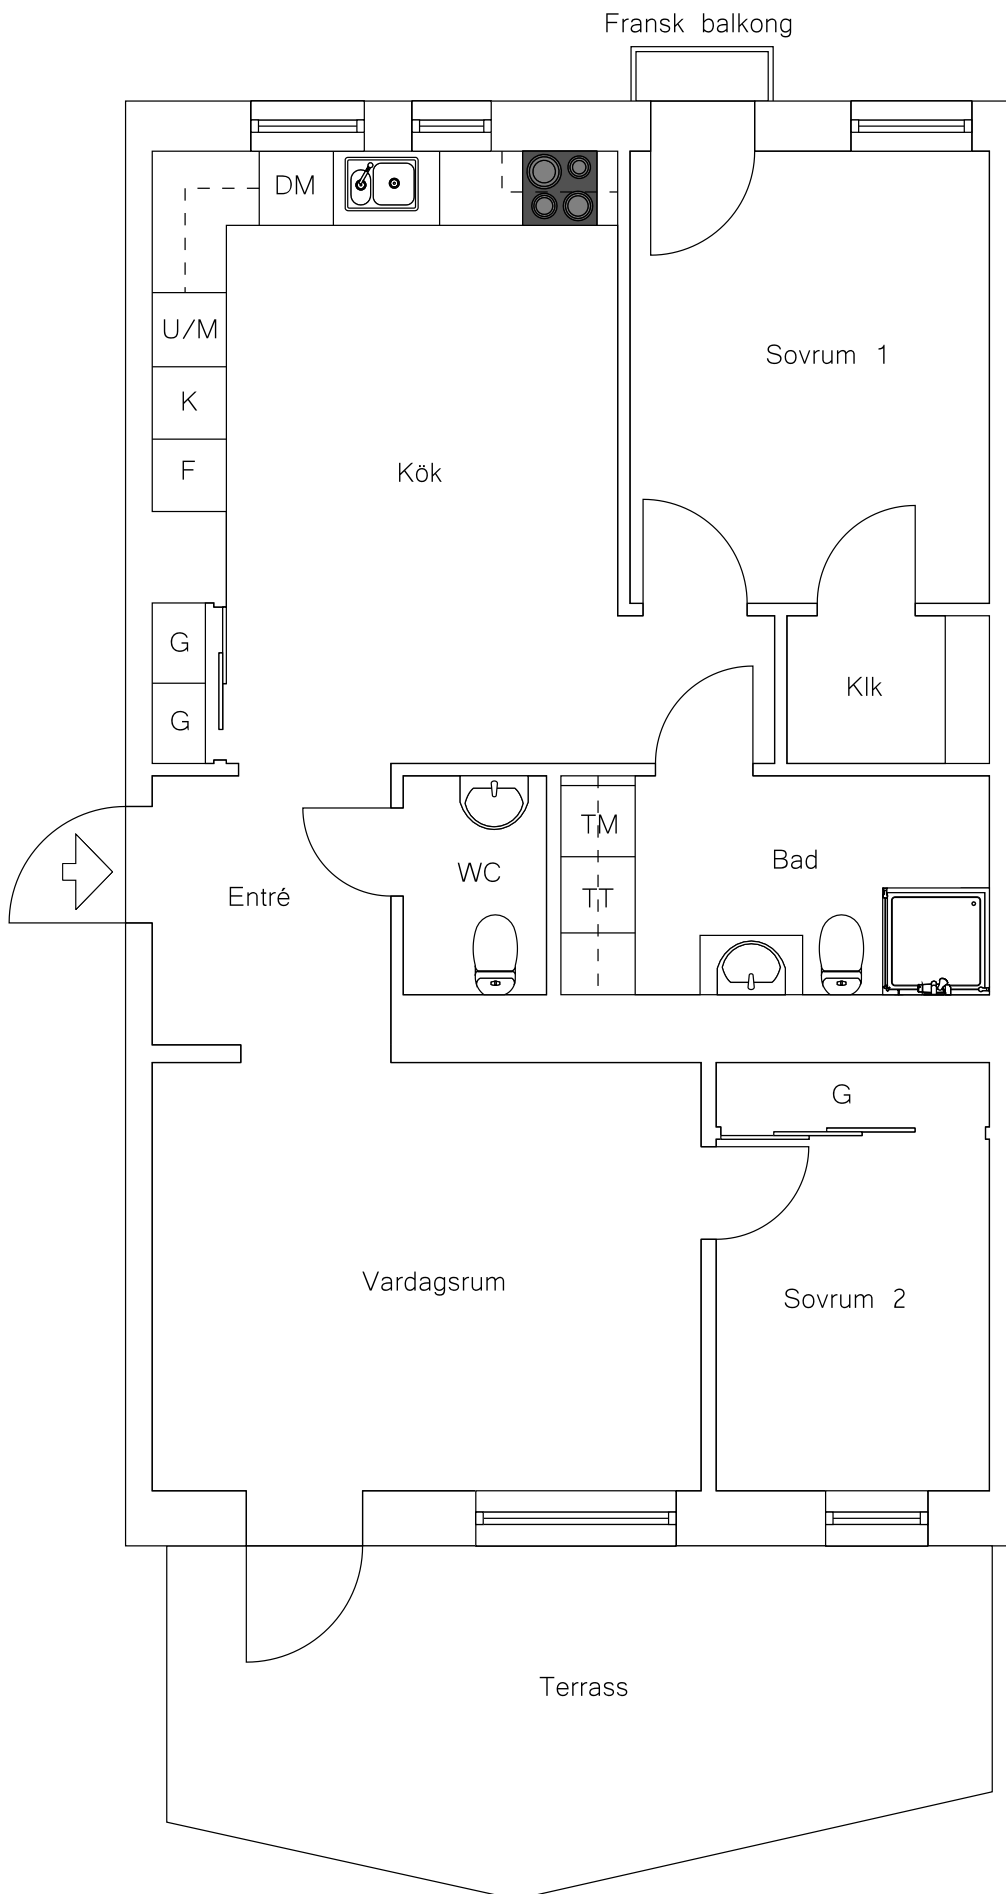 Fransk balkong
DM
U/M
K
F
Kök
Sovrum 1
G
G
Klk
Entré
WC
TM
TT
Bad
G
Vardagsrum
Sovrum 2
Terrass